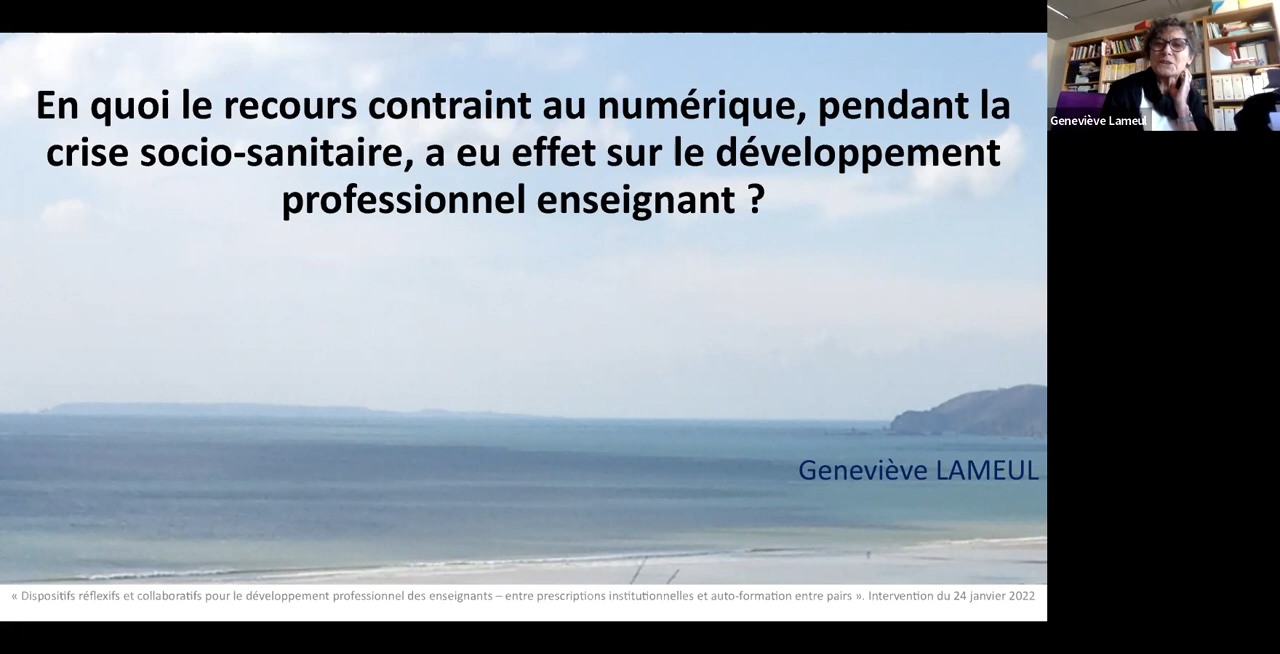 En quoi le recours contraint au numérique, pendant la
crise socio-sanitaire, a eu effet sur le développement
professionnel enseignant ?
Geneviève LAMEUL
« Dispositifs réflexifs et collaboratifs pour le développement professionnel des enseignants – entre prescriptions institutionnelles et auto-formation entre pairs ». Intervention du 24 janvier 2022
Geneviève Lameul